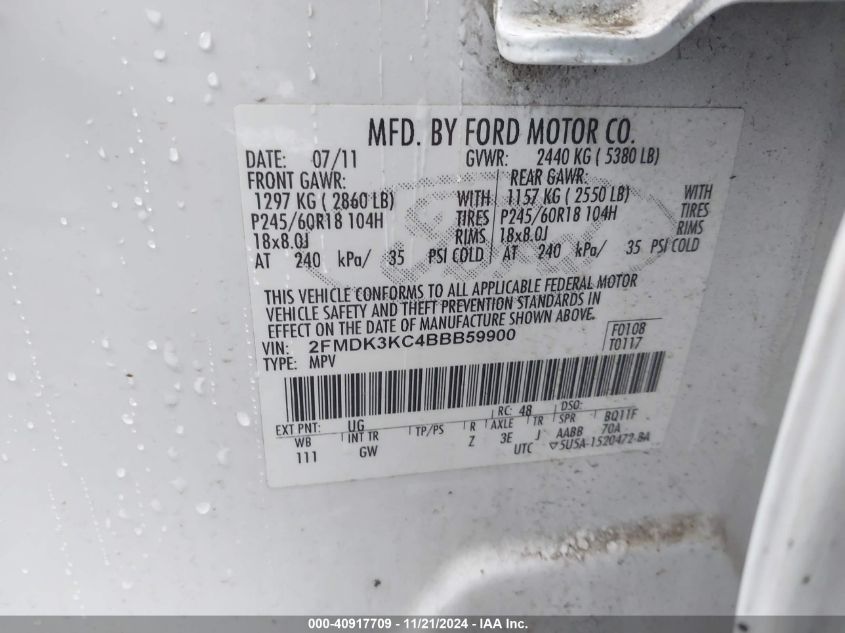 MFD. BY FORD MOTOR CO.
DATE: 07/11 GVWR: 2440 KG ( 5380 LB)
FRONT GAWR: REAR GAWR:
1297 KG ( 2860 LB) WITH 1157 KG ( 2550 LB) WITH
P245/60R18 104H TIRES P245/60R18 104H TIRES
18x8.0J RIMS 18x8.0J RIMS
AT 240 kPa/ 35 PSI COLD AT 240 kPa/ 35 PSI COLD
THIS VEHICLE CONFORMS TO ALL APPLICABLE FEDERAL MOTOR
VEHICLE SAFETY AND THEFT PREVENTION STANDARDS IN
EFFECT ON THE DATE OF MANUFACTURE SHOWN ABOVE.
VIN: 2FMDK3KC4BBB59900 F0108
TYPE: MPV T0117
EXT PNT: UG RC: 48 DSO: BQ11F
WB INT TR TP/PS R AXLE TR SPR 70A
111 GW Z 3E J AABB
UTC ▽5U5A-1520472-BA
Ford
000-40917709 - 11/21/2024 - IAA Inc.